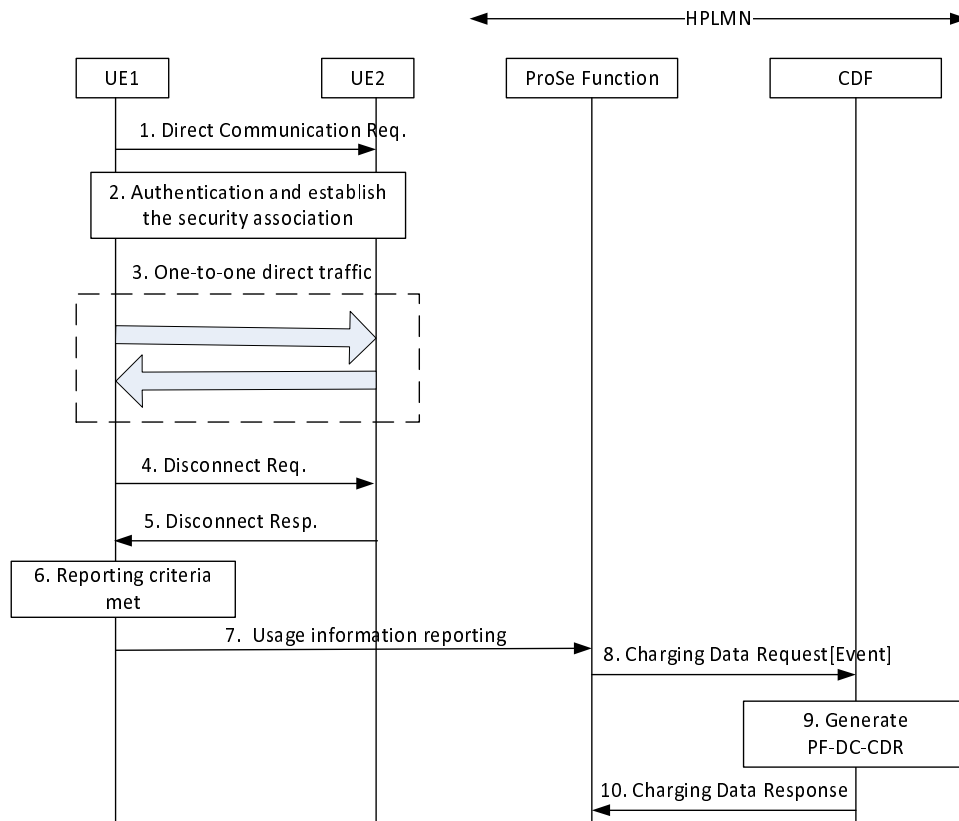 HPLMN
UE1
UE2
ProSe Function
CDF
1. Direct Communication Req.
2. Authentication and establish
the security association
3. One-to-one direct traffic
4. Disconnect Req.
5. Disconnect Resp.
6. Reporting criteria
met
7. Usage information reporting
8. Charging Data Request[Event]
9. Generate
PF-DC-CDR
10. Charging Data Response